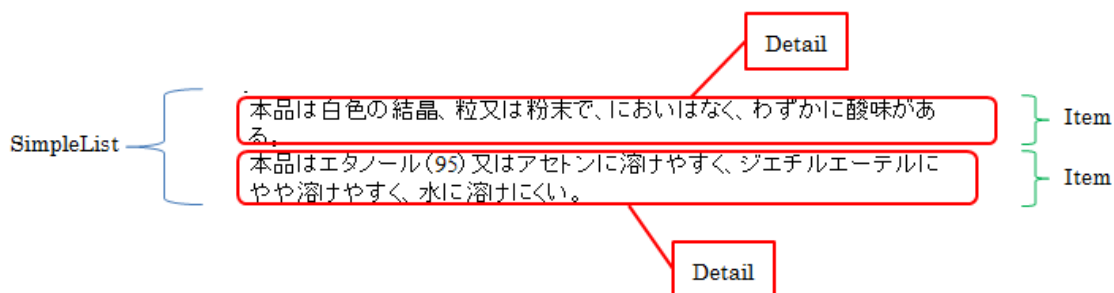 Detail
SimpleList
本品は白色の結晶、粒又は粉末で、においはなく、わずかに酸味があ
る。
Item
本品はエタノール(95)又はアセトンに溶けやすく、ジエチルエーテルに
やや溶けやすく、水に溶けにくい。
Item
Detail